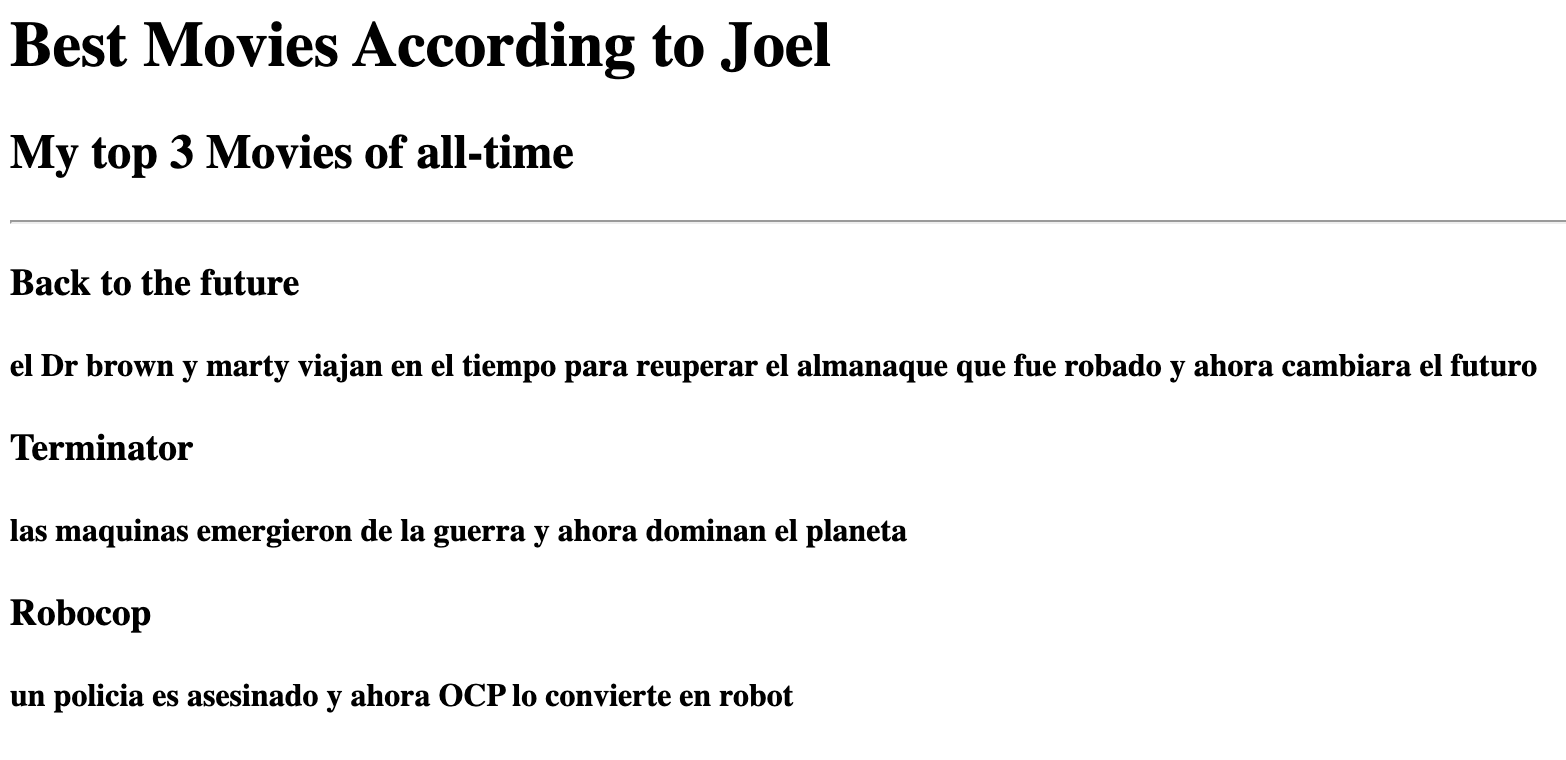 Best Movies According to Joel
My top 3 Movies of all-time
Back to the future
el Dr brown y marty viajan en el tiempo para reuperar el almanaque que fue robado y ahora cambiara el futuro
Terminator
las maquinas emergieron de la guerra y ahora dominan el planeta
Robocop
un policia es asesinado y ahora OCP lo convierte en robot